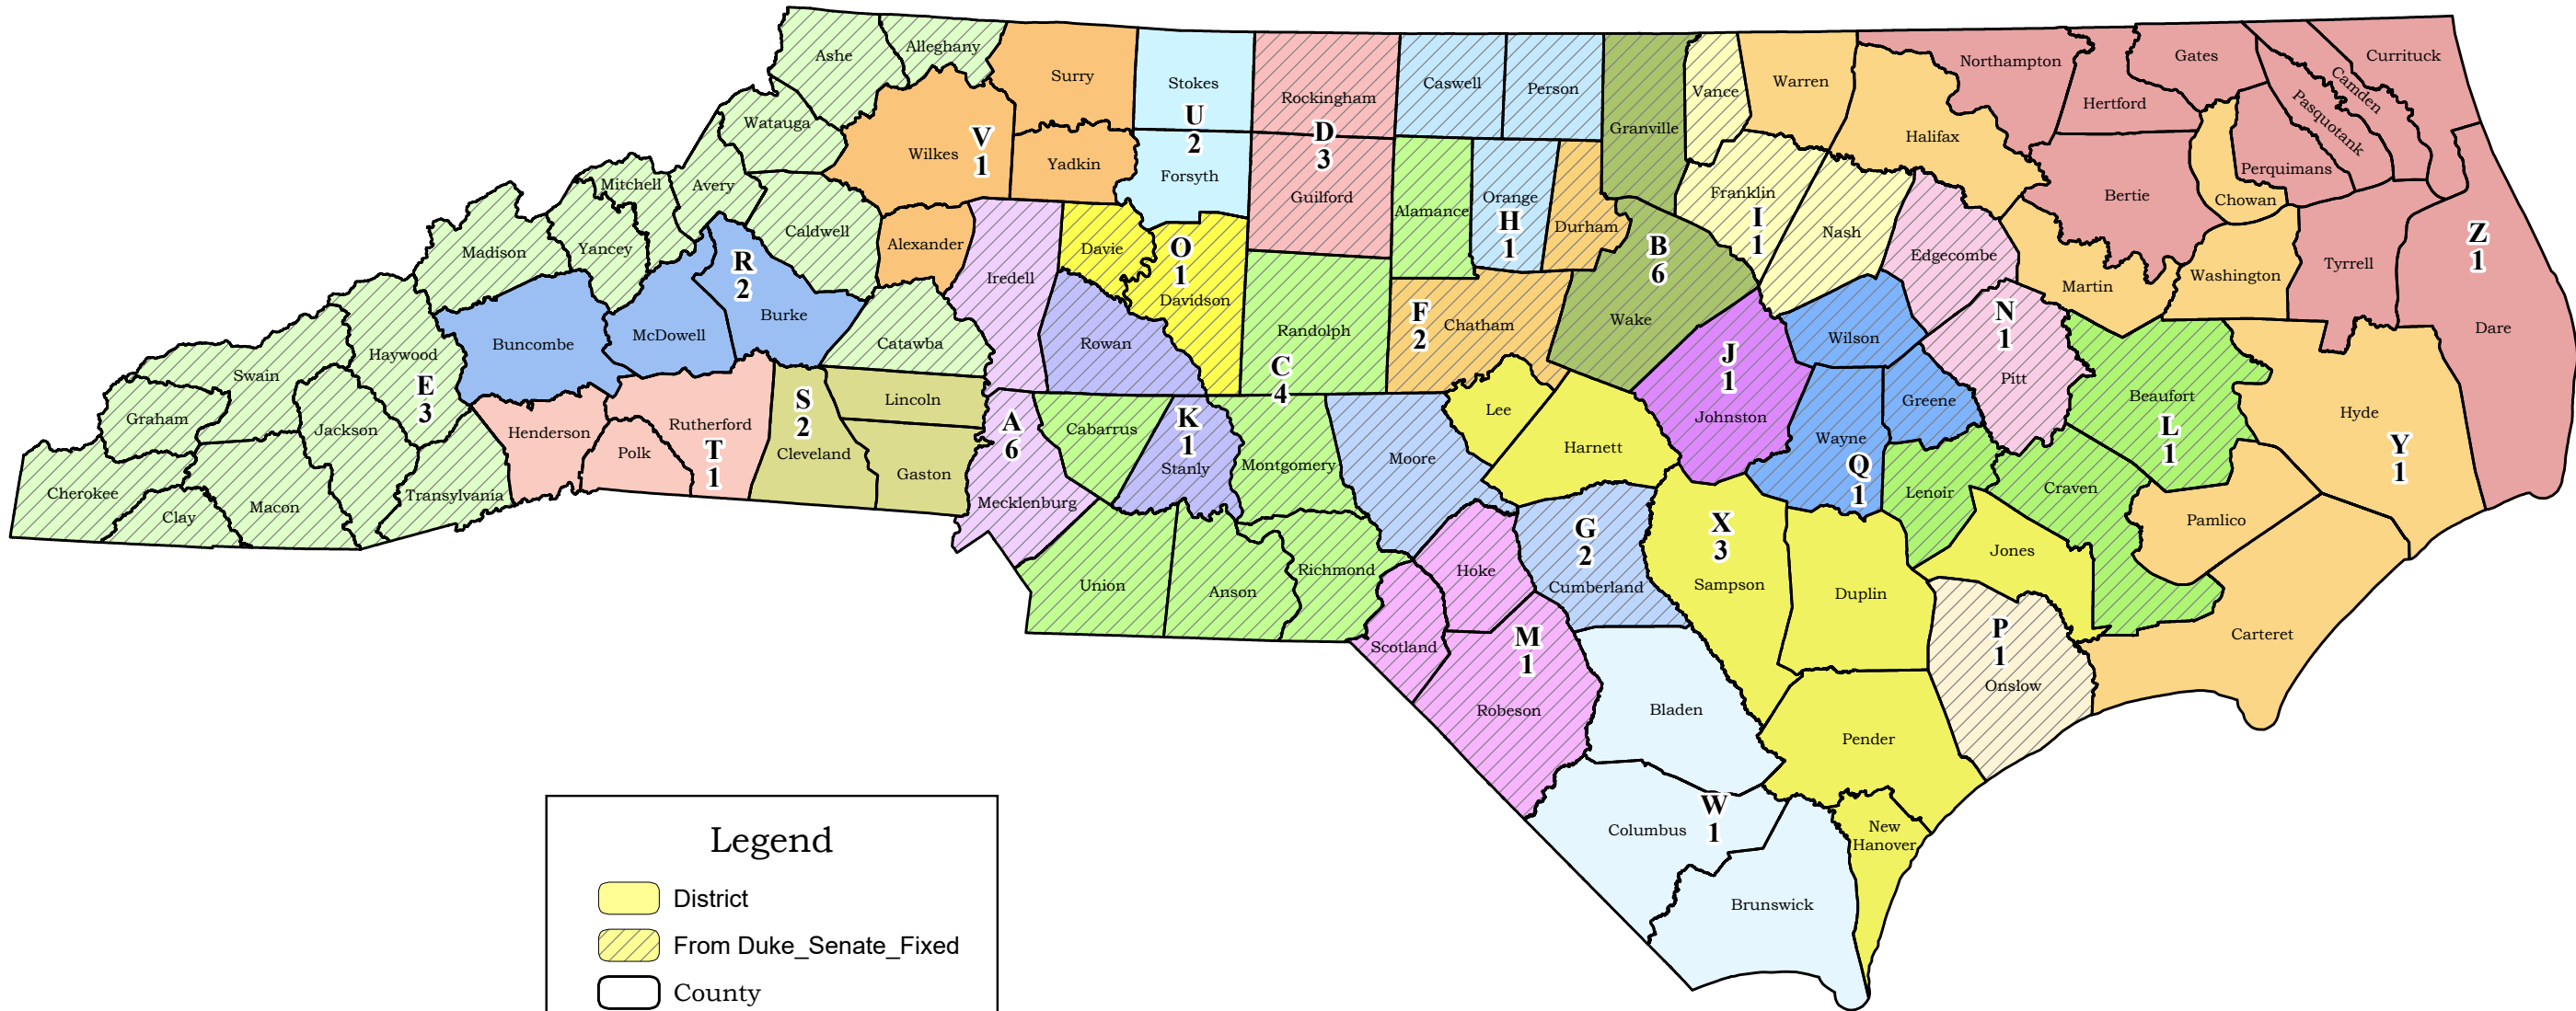 Ashe
Alleghany
Surry
Stokes
Rockingham
Caswell
Person
Granville
Vance
Warren
Northampton
Gates
Currituck
Camden
Pasquotank
Hertford
Halifax
Watauga
Wilkes
V
1
Yadkin
U
2
Forsyth
D
3
Guilford
Alamance
Orange
H
1
Durham
Franklin
I
1
Nash
Edgecombe
Bertie
Perquimans
Chowan
Mitchell
Avery
Yancey
Madison
Caldwell
Alexander
Iredell
Davie
O
1
Davidson
B
6
Wake
Martin
Washington
Tyrrell
Z
1
Dare
R
2
Burke
McDowell
Buncombe
Haywood
E
3
Swain
Graham
Jackson
Cherokee
Clay
Macon
Transylvania
Henderson
Polk
Rutherford
T
1
S
2
Cleveland
Catawba
Lincoln
Gaston
Rowan
Randolph
C
4
F
2
Chatham
Lee
Harnett
J
1
Johnston
Wilson
N
1
Pitt
Greene
Wayne
Q
1
Lenoir
Beaufort
L
1
Craven
Hyde
Y
1
Pamlico
Jones
Carteret
A
6
Mecklenburg
Cabarrus
K
1
Stanly
Montgomery
Moore
Union
Anson
Richmond
Scotland
Hoke
G
2
Cumberland
X
3
Sampson
Duplin
P
1
Onslow
M
1
Robeson
Bladen
Pender
W
1
Columbus
New
Hanover
Brunswick
Legend
District
From Duke_Senate_Fixed
County